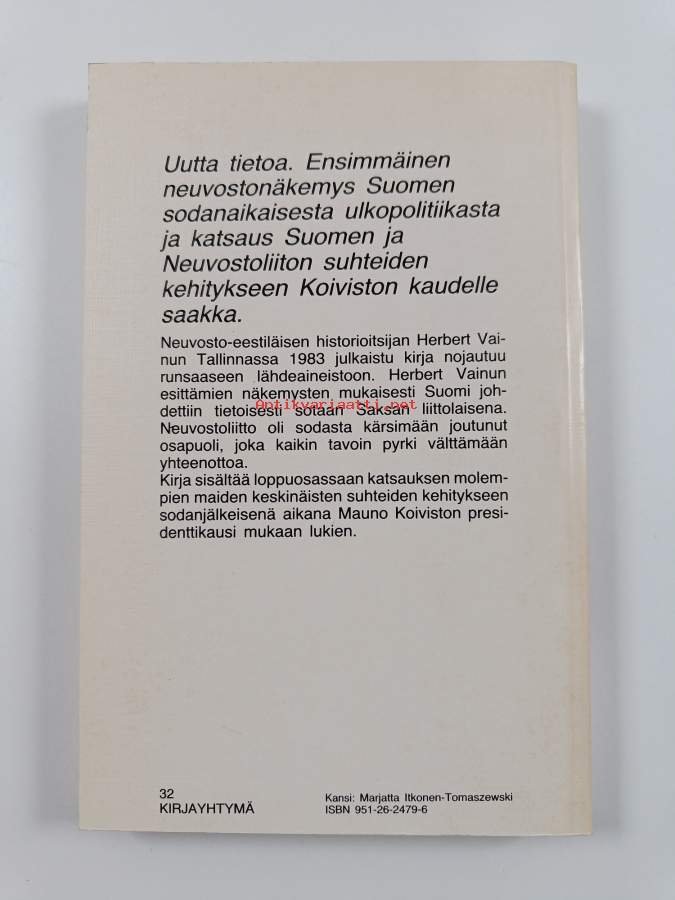 Uutta tietoa. Ensimmäinen
neuvostonäkemys Suomen
sodanaikaisesta ulkopolitiikasta
ja katsaus Suomen ja
Neuvostoliiton suhteiden
kehitykseen Koiviston kaudelle
saakka.
Neuvosto-eestiläisen historioitsijan Herbert Vai-
nun Tallinnassa 1983 julkaistu kirja nojautuu
runsaaseen lähdeaineistoon. Herbert Vainun
esittämien näkemysten mukaisesti Suomi joh-
dettiin tietoisesti sotaan Saksan liittolaisena.
Antikvariaatti.net
Neuvostoliitto oli sodasta kärsimään joutunut
osapuoli, joka kaikin tavoin pyrki välttämään
yhteenottoa.
Kirja sisältää loppuosassaan katsauksen molem-
pien maiden keskinäisten suhteiden kehitykseen
sodanjälkeisenä aikana Mauno Koiviston presi-
denttikausi mukaan lukien.
32
KIRJAYHTYMÄ
Kansi: Marjatta Itkonen-Tomaszewski
ISBN 951-26-2479-6